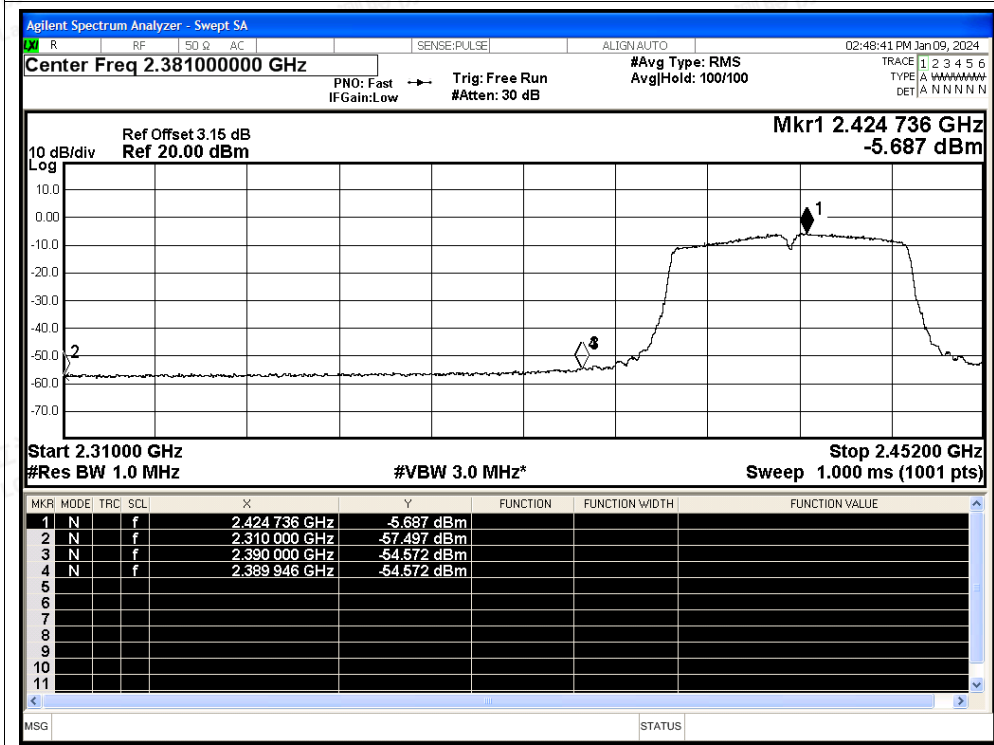 Agilent Spectrum Analyzer - Swept SA
LXI R RF 50 Ω AC SENSE:PULSE ALIGN AUTO 02:48:41 PM Jan 09, 2024
Center Freq 2.381000000 GHz
PNO: Fast Trig: Free Run #Avg Type: RMS TRACE 1 2 3 4 5 6
IFGain:Low #Atten: 30 dB Avg|Hold: 100/100 TYPE A
DET A N N N N N
Mkr1 2.424 736 GHz
-5.687 dBm
Ref Offset 3.15 dB
10 dB/div Ref 20.00 dBm
Log
10.0
0.00
-10.0
-20.0
-30.0
-40.0
-50.0
-60.0
-70.0
1
2
Start 2.31000 GHz Stop 2.45200 GHz
#Res BW 1.0 MHz #VBW 3.0 MHz* Sweep 1.000 ms (1001 pts)
MKR MODE TRC SCL X Y FUNCTION FUNCTION WIDTH FUNCTION VALUE
1 N f 2.424 736 GHz -5.687 dBm
2 N f 2.310 000 GHz -57.497 dBm
3 N f 2.390 000 GHz -54.572 dBm
4 N f 2.389 946 GHz -54.572 dBm
5
6
7
8
9
10
11
MSG STATUS